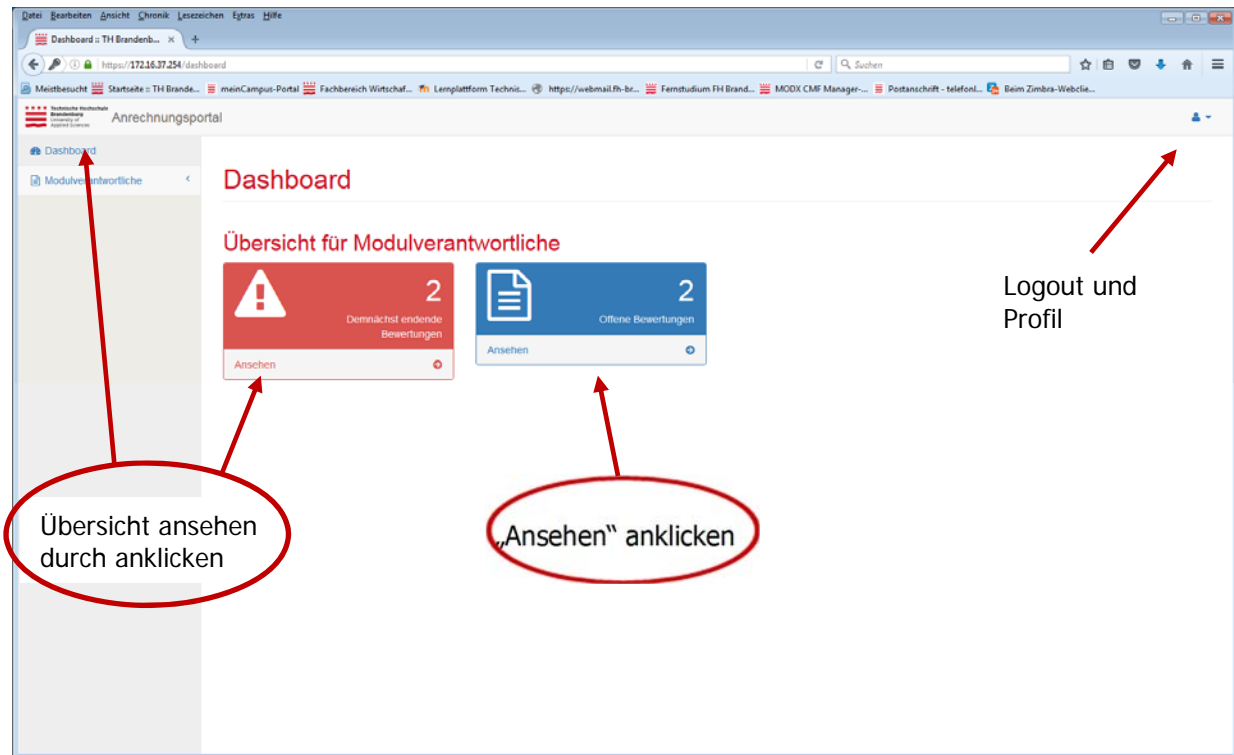 Datei Bearbeiten Ansicht Chronik Lesezeichen Extras Hilfe
Dashboard :: TH Brandenb... × +
https://172.16.37.254/dashboard
Suchen
Meistbesucht Startseite :: TH Brande... meinCampus-Portal Fachbereich Wirtschaf... Lernplattform Technis... https://webmail.fh-br... Fernstudium FH Brand... MODX CMF Manager-... Postanschrift - telefonl... Beim Zimbra-Webclie...
Technische Hochschule
Brandenburg
University of
Applied Sciences
Anrechnungsportal
Dashboard
Modulverantwortliche
Dashboard
Übersicht für Modulverantwortliche
2
Demnächst endende
Bewertungen
Ansehen
2
Offene Bewertungen
Ansehen
Logout und
Profil
Übersicht ansehen
durch anklicken
„Ansehen“ anklicken